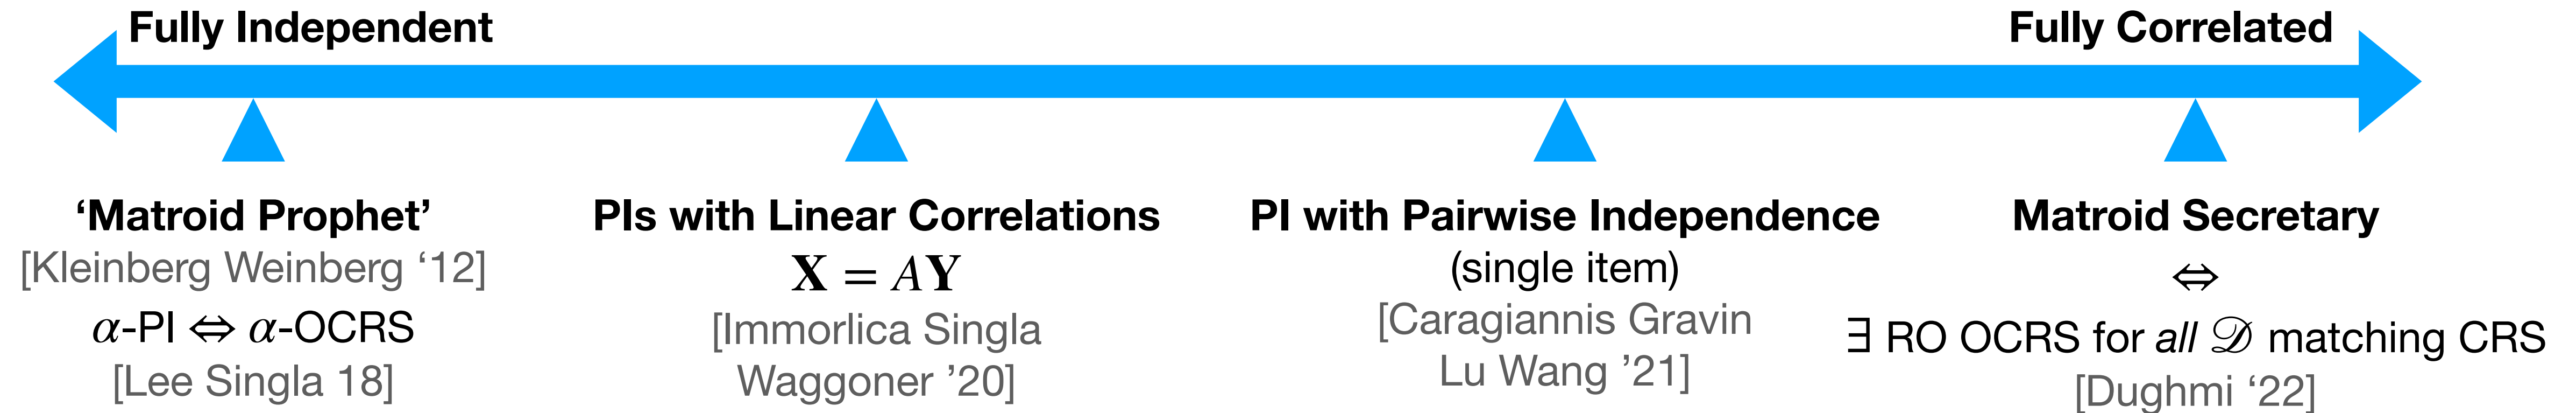 Fully Independent
Fully Correlated
‘Matroid Prophet’
[Kleinberg Weinberg ‘12]
α-PI ⇔ α-OCRS
[Lee Singla 18]
PIs with Linear Correlations
X = AY
[Immorlica Singla
Waggoner ’20]
PI with Pairwise Independence
(single item)
[Caragiannis Gravin
Lu Wang ’21]
Matroid Secretary
⇔
∃ RO OCRS for all 𝒟 matching CRS
[Dughmi ‘22]